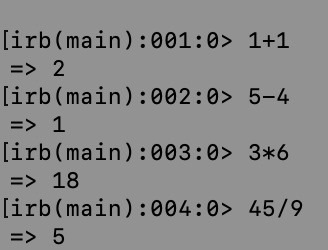 [irb(main):001:0> 1+1
=> 2
[irb(main):002:0> 5-4
=> 1
[irb(main):003:0> 3*6
=> 18
[irb(main):004:0> 45/9
=> 5